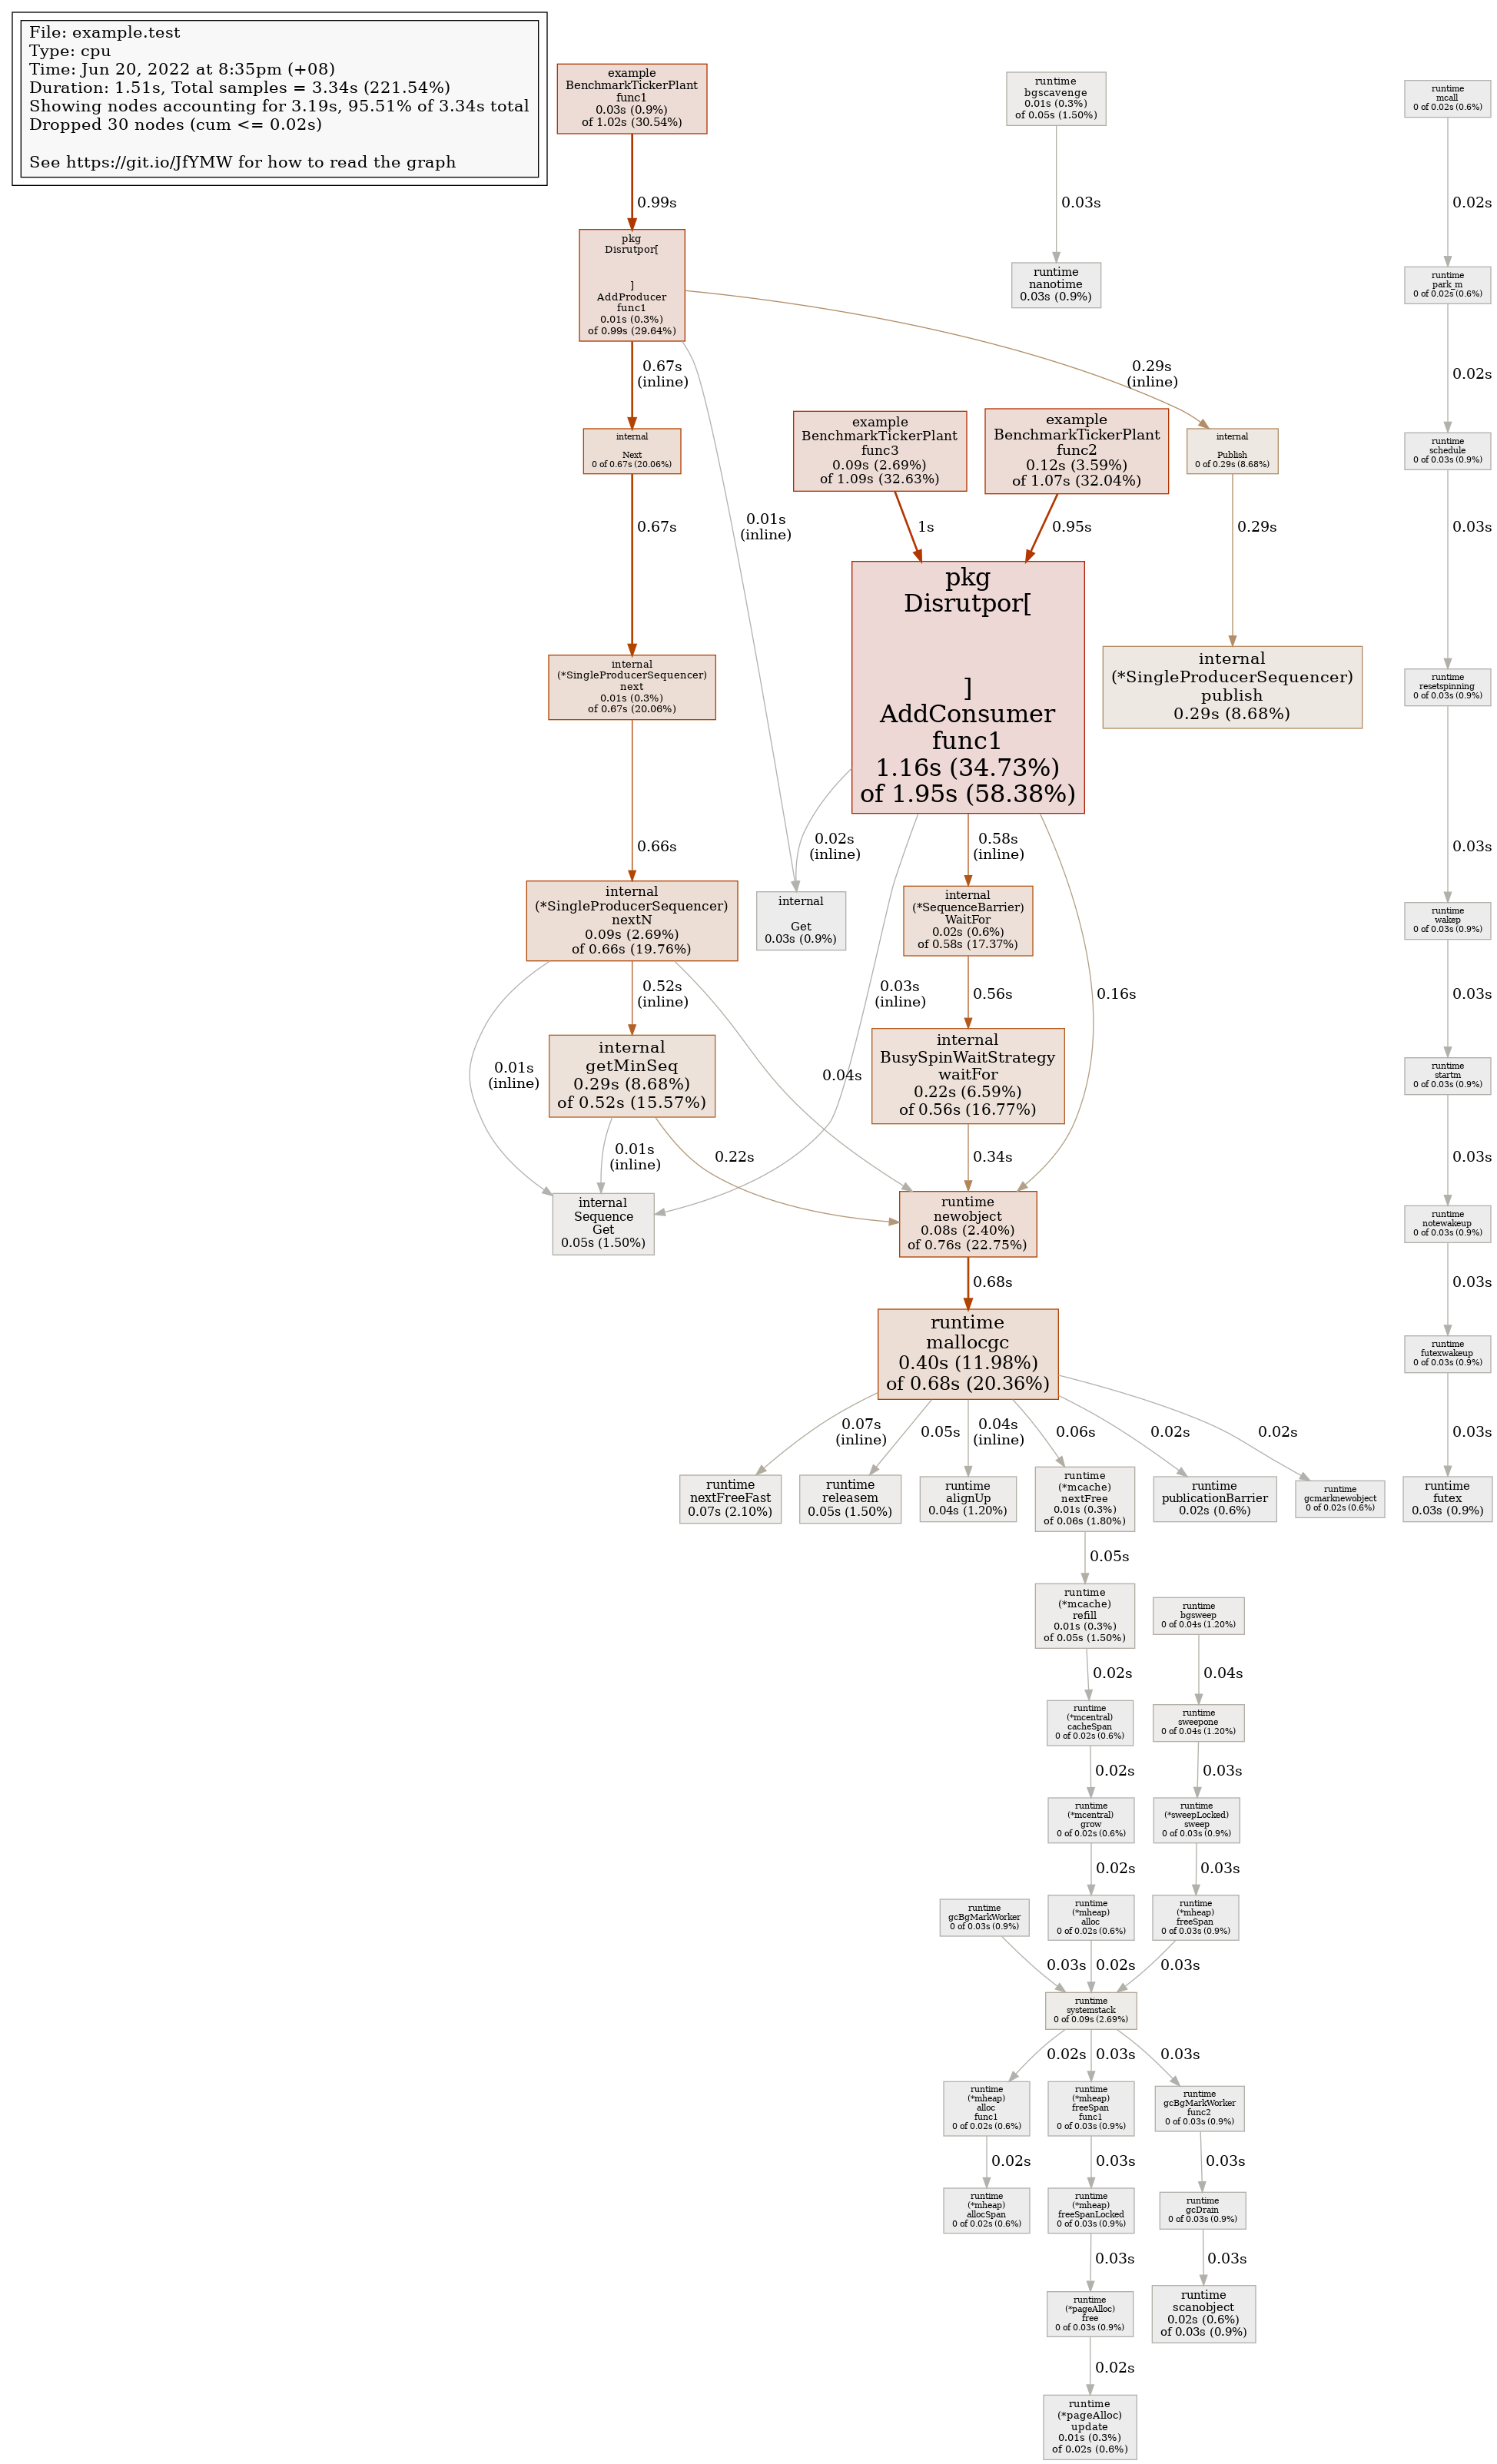 File: example.test
Type: cpu
Time: Jun 20, 2022 at 8:35pm (+08)
Duration: 1.51s, Total samples = 3.34s (221.54%)
Showing nodes accounting for 3.19s, 95.51% of 3.34s total
Dropped 30 nodes (cum <= 0.02s)
See https://git.io/JfYMW for how to read the graph
example
BenchmarkTickerPlant
func1
0.03s (0.9%)
of 1.02s (30.54%)
runtime
bgscavenge
0.01s (0.3%)
of 0.05s (1.50%)
runtime
mcall
0 of 0.02s (0.6%)
0.99s
0.03s
0.02s
pkg
Disrutpor[
]
AddProducer
func1
0.01s (0.3%)
of 0.99s (29.64%)
runtime
nanotime
0.03s (0.9%)
runtime
park_m
0 of 0.02s (0.6%)
0.67s
(inline)
0.29s
(inline)
0.02s
internal
Next
0 of 0.67s (20.06%)
example
BenchmarkTickerPlant
func3
0.09s (2.69%)
of 1.09s (32.63%)
example
BenchmarkTickerPlant
func2
0.12s (3.59%)
of 1.07s (32.04%)
internal
Publish
0 of 0.29s (8.68%)
runtime
schedule
0 of 0.03s (0.9%)
0.67s
0.01s
(inline)
1s
0.95s
0.29s
0.03s
internal
(*SingleProducerSequencer)
next
0.01s (0.3%)
of 0.67s (20.06%)
pkg
Disrutpor[
]
AddConsumer
func1
1.16s (34.73%)
of 1.95s (58.38%)
internal
(*SingleProducerSequencer)
publish
0.29s (8.68%)
runtime
resetspinning
0 of 0.03s (0.9%)
0.66s
0.02s
(inline)
0.58s
(inline)
0.03s
internal
(*SingleProducerSequencer)
nextN
0.09s (2.69%)
of 0.66s (19.76%)
internal
Get
0.03s (0.9%)
internal
(*SequenceBarrier)
WaitFor
0.02s (0.6%)
of 0.58s (17.37%)
runtime
wakep
0 of 0.03s (0.9%)
0.52s
(inline)
0.03s
(inline)
0.56s
0.16s
0.03s
0.01s
(inline)
internal
getMinSeq
0.29s (8.68%)
of 0.52s (15.57%)
0.04s
internal
BusySpinWaitStrategy
waitFor
0.22s (6.59%)
of 0.56s (16.77%)
runtime
startm
0 of 0.03s (0.9%)
0.01s
(inline)
0.22s
0.34s
0.03s
internal
Sequence
Get
0.05s (1.50%)
runtime
newobject
0.08s (2.40%)
of 0.76s (22.75%)
runtime
notewakeup
0 of 0.03s (0.9%)
0.68s
0.03s
runtime
mallocgc
0.40s (11.98%)
of 0.68s (20.36%)
runtime
futexwakeup
0 of 0.03s (0.9%)
0.07s
(inline)
0.05s
0.04s
(inline)
0.06s
0.02s
0.02s
0.03s
runtime
nextFreeFast
0.07s (2.10%)
runtime
releasem
0.05s (1.50%)
runtime
alignUp
0.04s (1.20%)
runtime
(*mcache)
nextFree
0.01s (0.3%)
of 0.06s (1.80%)
runtime
publicationBarrier
0.02s (0.6%)
runtime
gcmarknewobject
0 of 0.02s (0.6%)
runtime
futex
0.03s (0.9%)
0.05s
runtime
(*mcache)
refill
0.01s (0.3%)
of 0.05s (1.50%)
runtime
bgsweep
0 of 0.04s (1.20%)
0.02s
0.04s
runtime
(*mcentral)
cacheSpan
0 of 0.02s (0.6%)
runtime
sweepone
0 of 0.04s (1.20%)
0.02s
0.03s
runtime
(*mcentral)
grow
0 of 0.02s (0.6%)
runtime
(*sweepLocked)
sweep
0 of 0.03s (0.9%)
0.02s
0.03s
runtime
gcBgMarkWorker
0 of 0.03s (0.9%)
runtime
(*mheap)
alloc
0 of 0.02s (0.6%)
runtime
(*mheap)
freeSpan
0 of 0.03s (0.9%)
0.03s
0.02s
0.03s
runtime
systemstack
0 of 0.09s (2.69%)
0.02s
0.03s
0.03s
runtime
(*mheap)
alloc
func1
0 of 0.02s (0.6%)
runtime
(*mheap)
freeSpan
func1
0 of 0.03s (0.9%)
runtime
gcBgMarkWorker
func2
0 of 0.03s (0.9%)
0.02s
0.03s
0.03s
runtime
(*mheap)
allocSpan
0 of 0.02s (0.6%)
runtime
(*mheap)
freeSpanLocked
0 of 0.03s (0.9%)
runtime
gcDrain
0 of 0.03s (0.9%)
0.03s
0.03s
runtime
(*pageAlloc)
free
0 of 0.03s (0.9%)
runtime
scanobject
0.02s (0.6%)
of 0.03s (0.9%)
0.02s
runtime
(*pageAlloc)
update
0.01s (0.3%)
of 0.02s (0.6%)